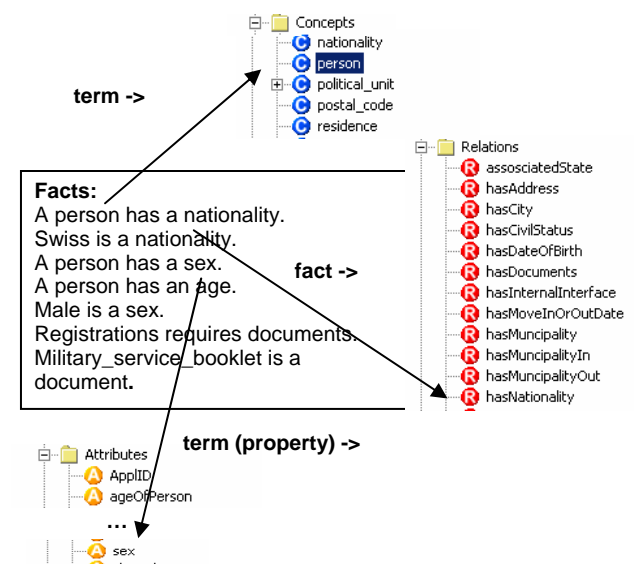 Concepts
nationality
person
political_unit
postal_code
residence
term ->
Relations
assosciatedState
hasAddress
hasCity
hasCivilStatus
hasDateOfBirth
hasDocuments
hasInternalInterface
hasMoveInOrOutDate
hasMuncipality
hasMuncipalityIn
hasMuncipalityOut
hasNationality
Facts:
A person has a nationality.
Swiss is a nationality.
A person has a sex.
A person has an age.
Male is a sex.
Registrations requires documents.
Military_service_booklet is a
document.
fact ->
term (property) ->
Attributes
ApplID
ageOfPerson
...
sex